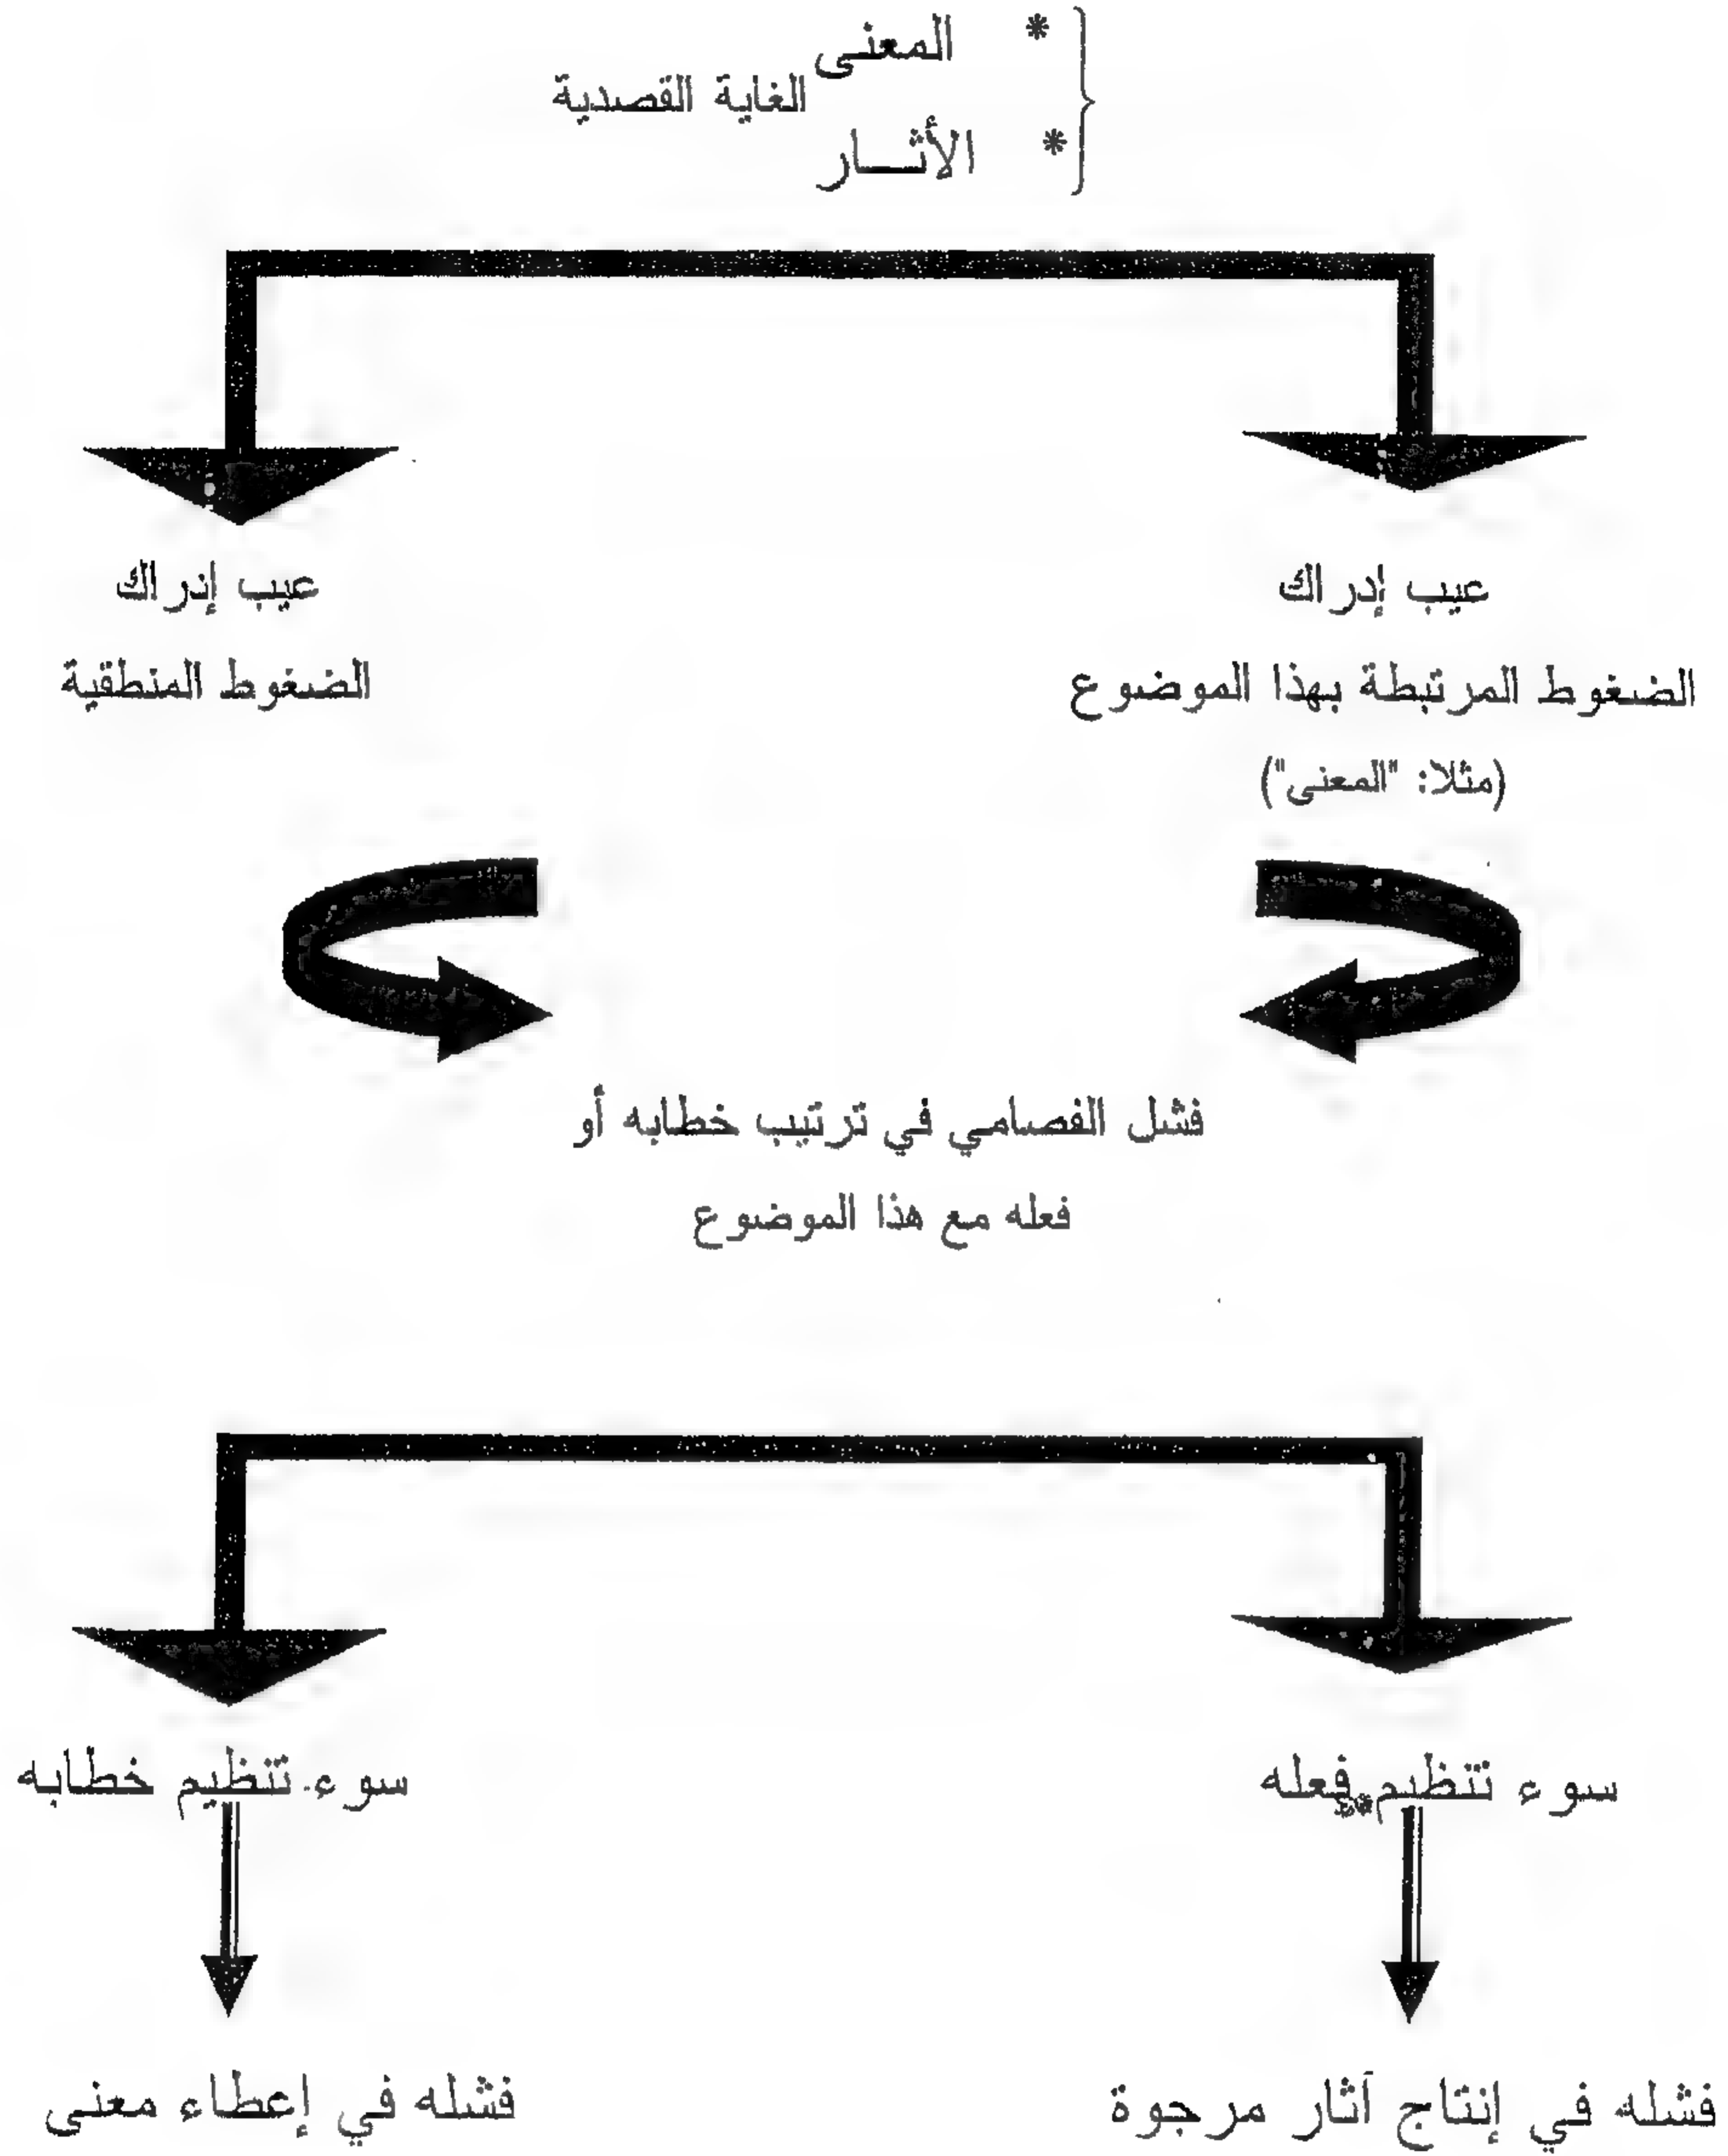 * المعنى
الغاية القصدية
* الأثـــار
عيب إدراك
الضغوط المرتبطة بهذا الموضوع
(مثلا: "المعنى")
عيب إدراك
الضغوط المنطقية
فشل الفصامي في ترتيب خطابه أو
فعله مع هذا الموضوع
سوء تنظيم فعله
فشله في إنتاج آثار مرجوة
سوء تنظيم خطابه
فشله في إعطاء معنى